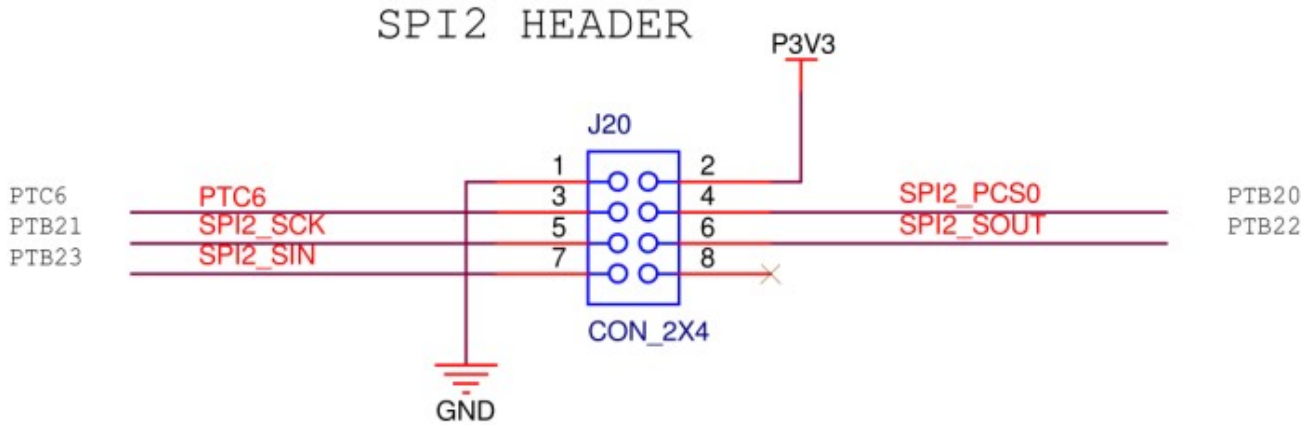 SPI2 HEADER
P3V3
J20
1 2
PTC6 PTC6 3 4 SPI2_PCS0 PTB20
PTB21 SPI2_SCK 5 6 SPI2_SOUT PTB22
PTB23 SPI2_SIN 7 8
CON_2X4
GND